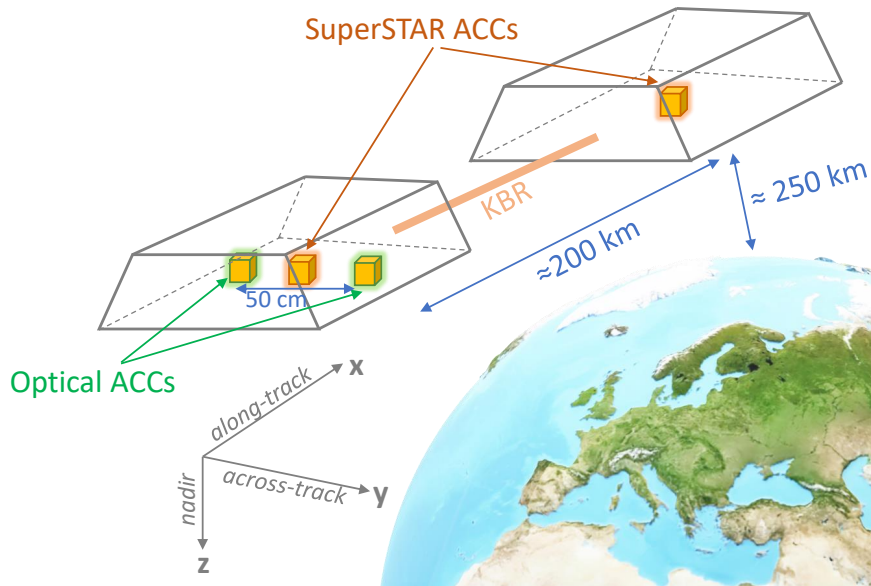 SuperSTAR ACCs
KBR
≈ 250 km
≈200 km
50 cm
Optical ACCs
x
along-track
across-track
y
nadir
z